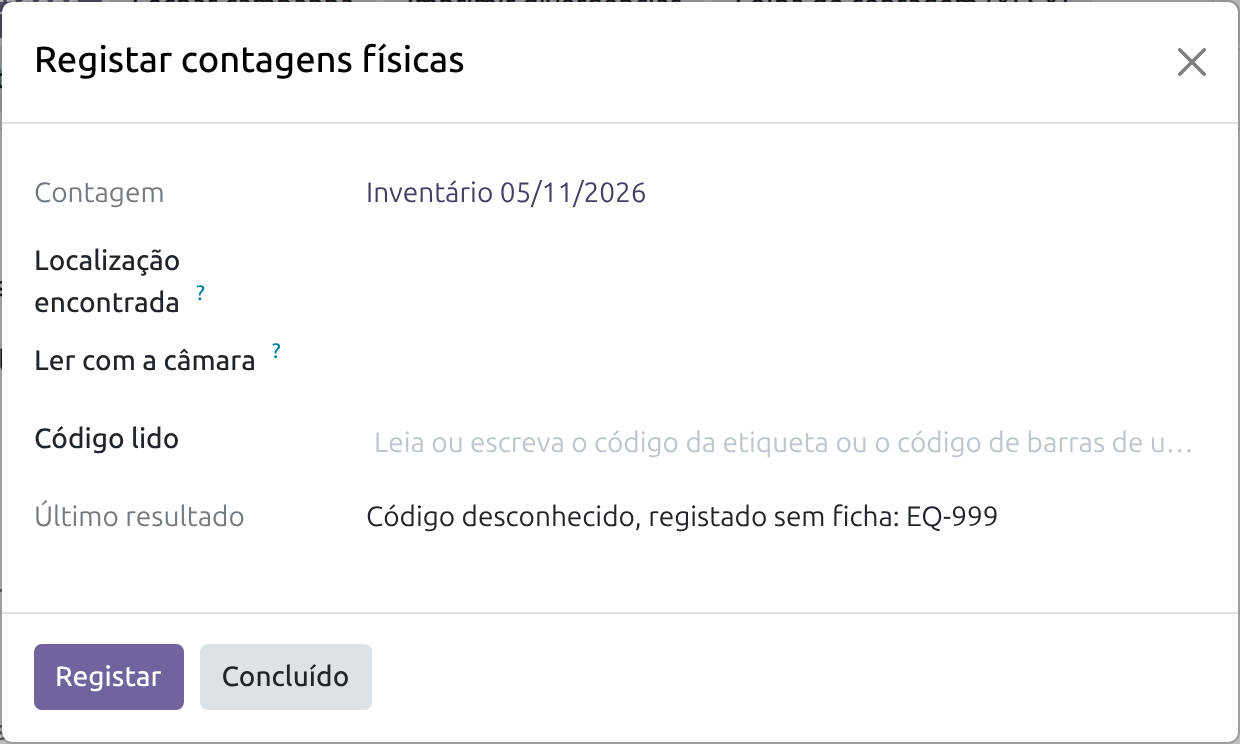 Registar contagens físicas
Contagem Inventário 05/11/2026
Localização
encontrada ?
Ler com a câmara ?
Código lido Leia ou escreva o código da etiqueta ou o código de barras de u…
Último resultado Código desconhecido, registado sem ficha: EQ-999
Registar Concluído